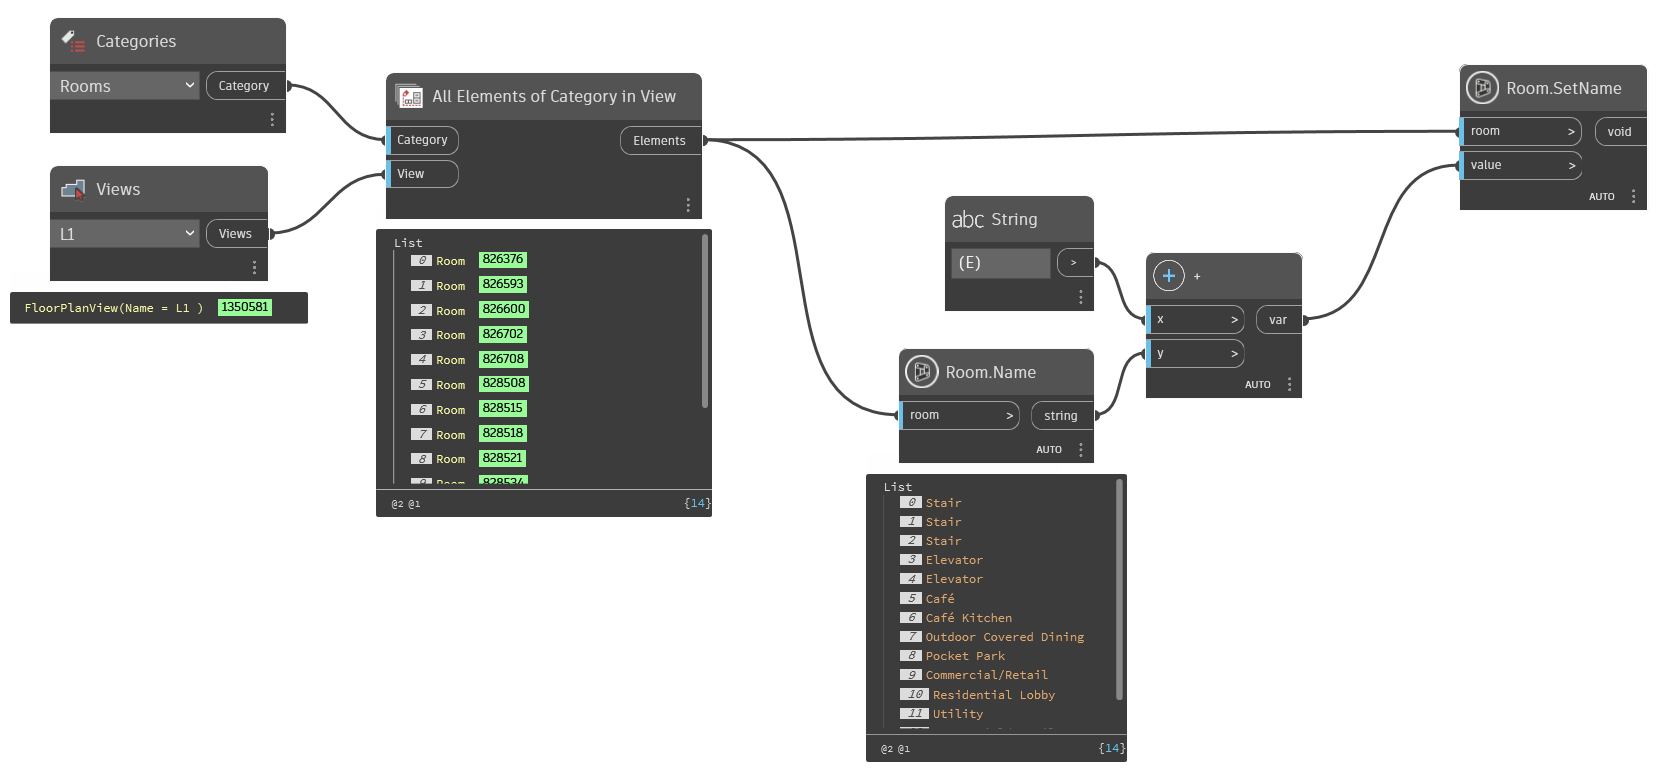 Categories
Rooms
Category
Views
L1
Views
FloorPlanView(Name = L1 ) 1350581
All Elements of Category in View
Category
Elements
View
List
0 Room 826376
1 Room 826593
2 Room 826600
3 Room 826702
4 Room 826708
5 Room 828508
6 Room 828515
7 Room 828518
8 Room 828521
9 Room 828534
@2 @1 {14}
abc String
(E)
>
Room.Name
room > string
AUTO
List
0 Stair
1 Stair
2 Stair
3 Elevator
4 Elevator
5 Café
6 Café Kitchen
7 Outdoor Covered Dining
8 Pocket Park
9 Commercial/Retail
10 Residential Lobby
11 Utility
@2 @1 {14}
+
x > var
y >
AUTO
Room.SetName
room > void
value >
AUTO